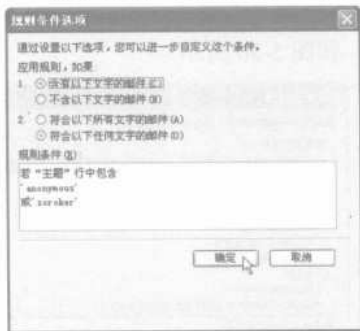 规则条件选项
通过设置以下选项，您可以进一步自定义这个条件。
应用规则，如果
1. 含有以下文字的邮件(C)
不含以下文字的邮件(N)
2. 符合以下所有文字的邮件(A)
符合以下任何文字的邮件(O)
规则条件(R):
若“主题”行中包含
'anonymous'
或
确定 取消